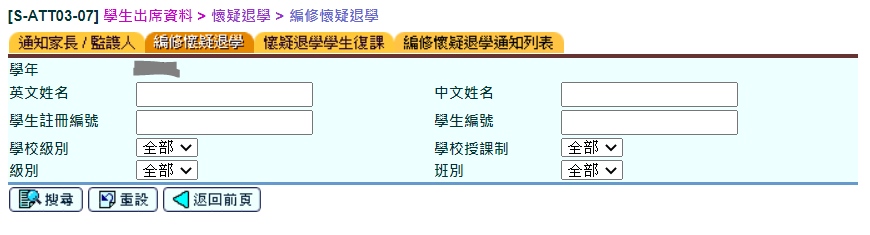 [S-ATT03-07] 學生出席資料 > 懷疑退學 > 編修懷疑退學
通知家長 / 監護人 編修懷疑退學 懷疑退學學生復課 編修懷疑退學通知列表
學年
英文姓名 中文姓名
學生註冊編號 學生編號
學校級別 全部 學校授課制 全部
級別 全部 班別 全部
搜尋 重設 返回前頁